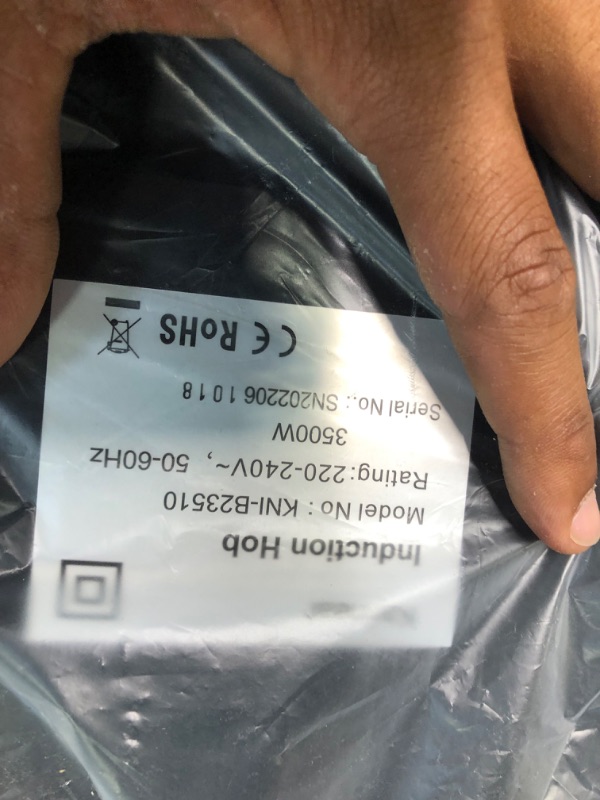 Induction Hob
Model No: KNI-B23510
Rating:220-240V~, 50-60Hz
3500W
Serial No.: SN202206 1018
CE RoHS